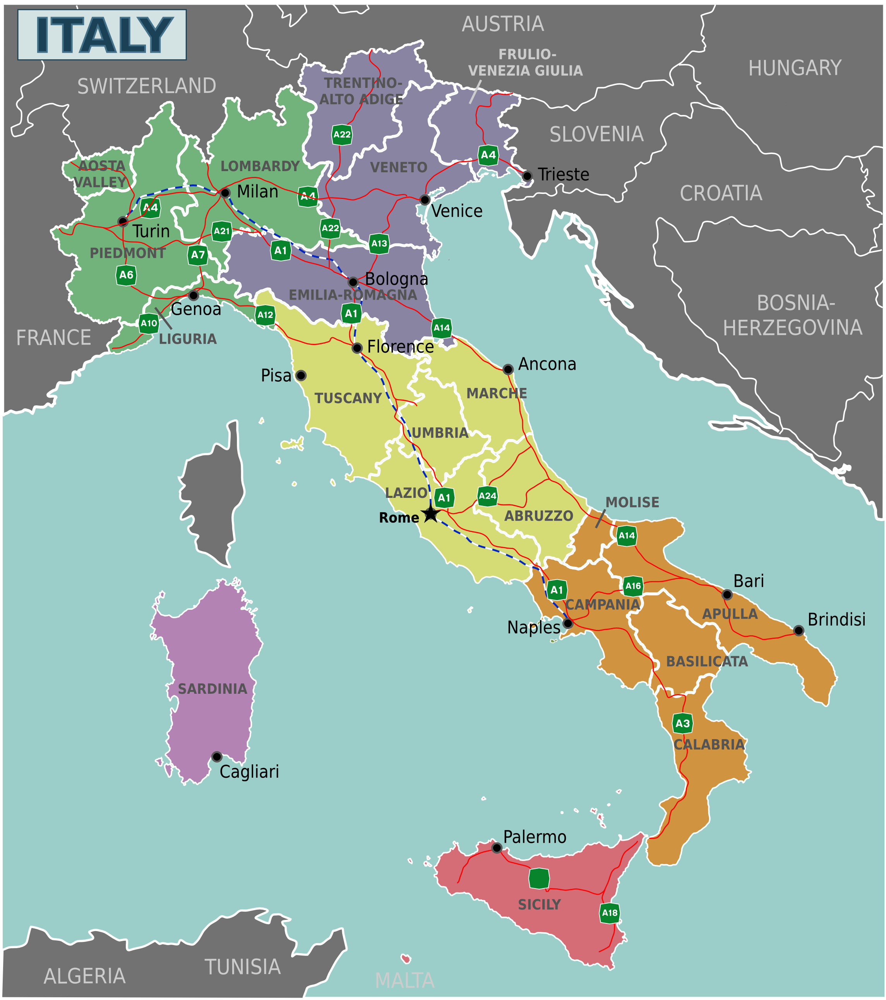 ITALY
AUSTRIA
FRULIO-
VENEZIA GIULIA
HUNGARY
SWITZERLAND
TRENTINO-
ALTO ADIGE
SLOVENIA
A22
A4
AOSTA
VALLEY
LOMBARDY
VENETO
Trieste
Milan
A4
CROATIA
A4
Venice
Turin
A21
A22
A13
PIEDMONT
A7
A1
A6
Bologna
EMILIA-ROMAGNA
BOSNIA-
HERZEGOVINA
Genoa
A12
A1
A10
A14
FRANCE
LIGURIA
Florence
Ancona
Pisa
TUSCANY
MARCHE
UMBRIA
LAZIO
A1
A24
MOLISE
Rome
ABRUZZO
A14
Bari
A16
A1
CAMPANIA
APULLA
Brindisi
Naples
BASILICATA
SARDINIA
A3
CALABRIA
Cagliari
Palermo
SICILY
A18
TUNISIA
ALGERIA
MALTA